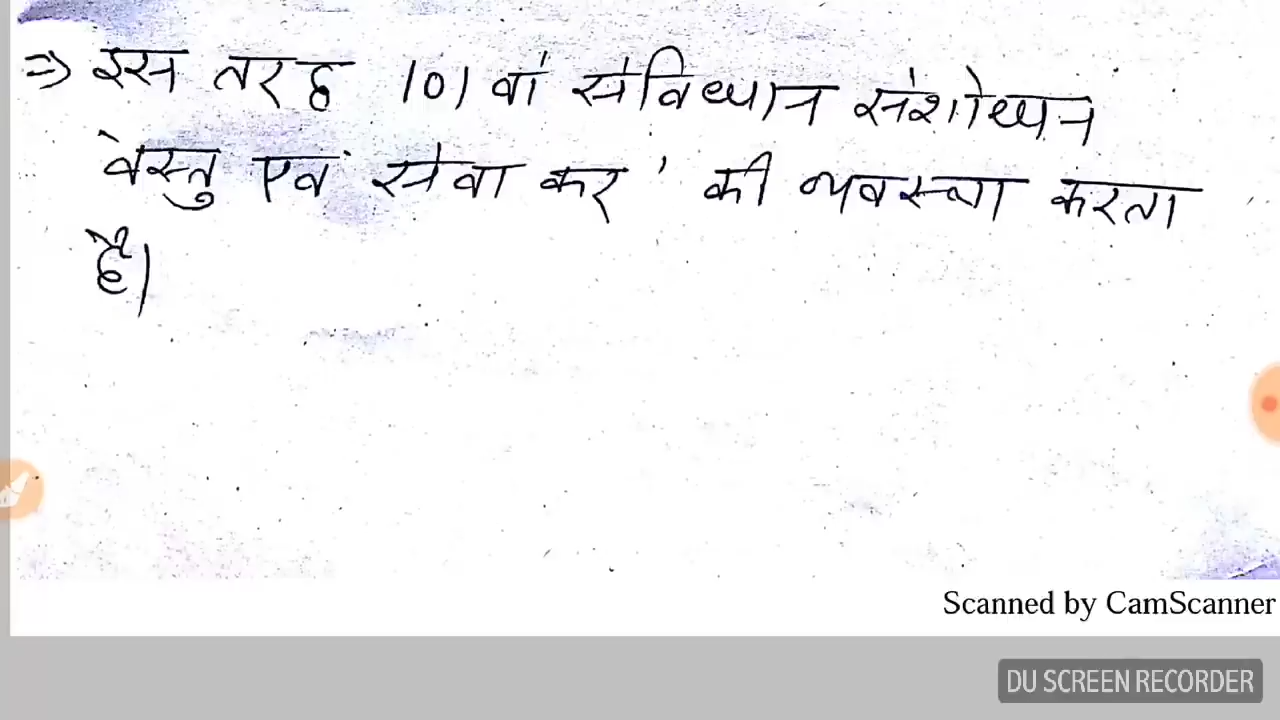 ⇒ इस तरह 101 वां संविधान संशोधन
'वस्तु एवं सेवा कर' की व्यवस्था करता
है।
Scanned by CamScanner
DU SCREEN RECORDER